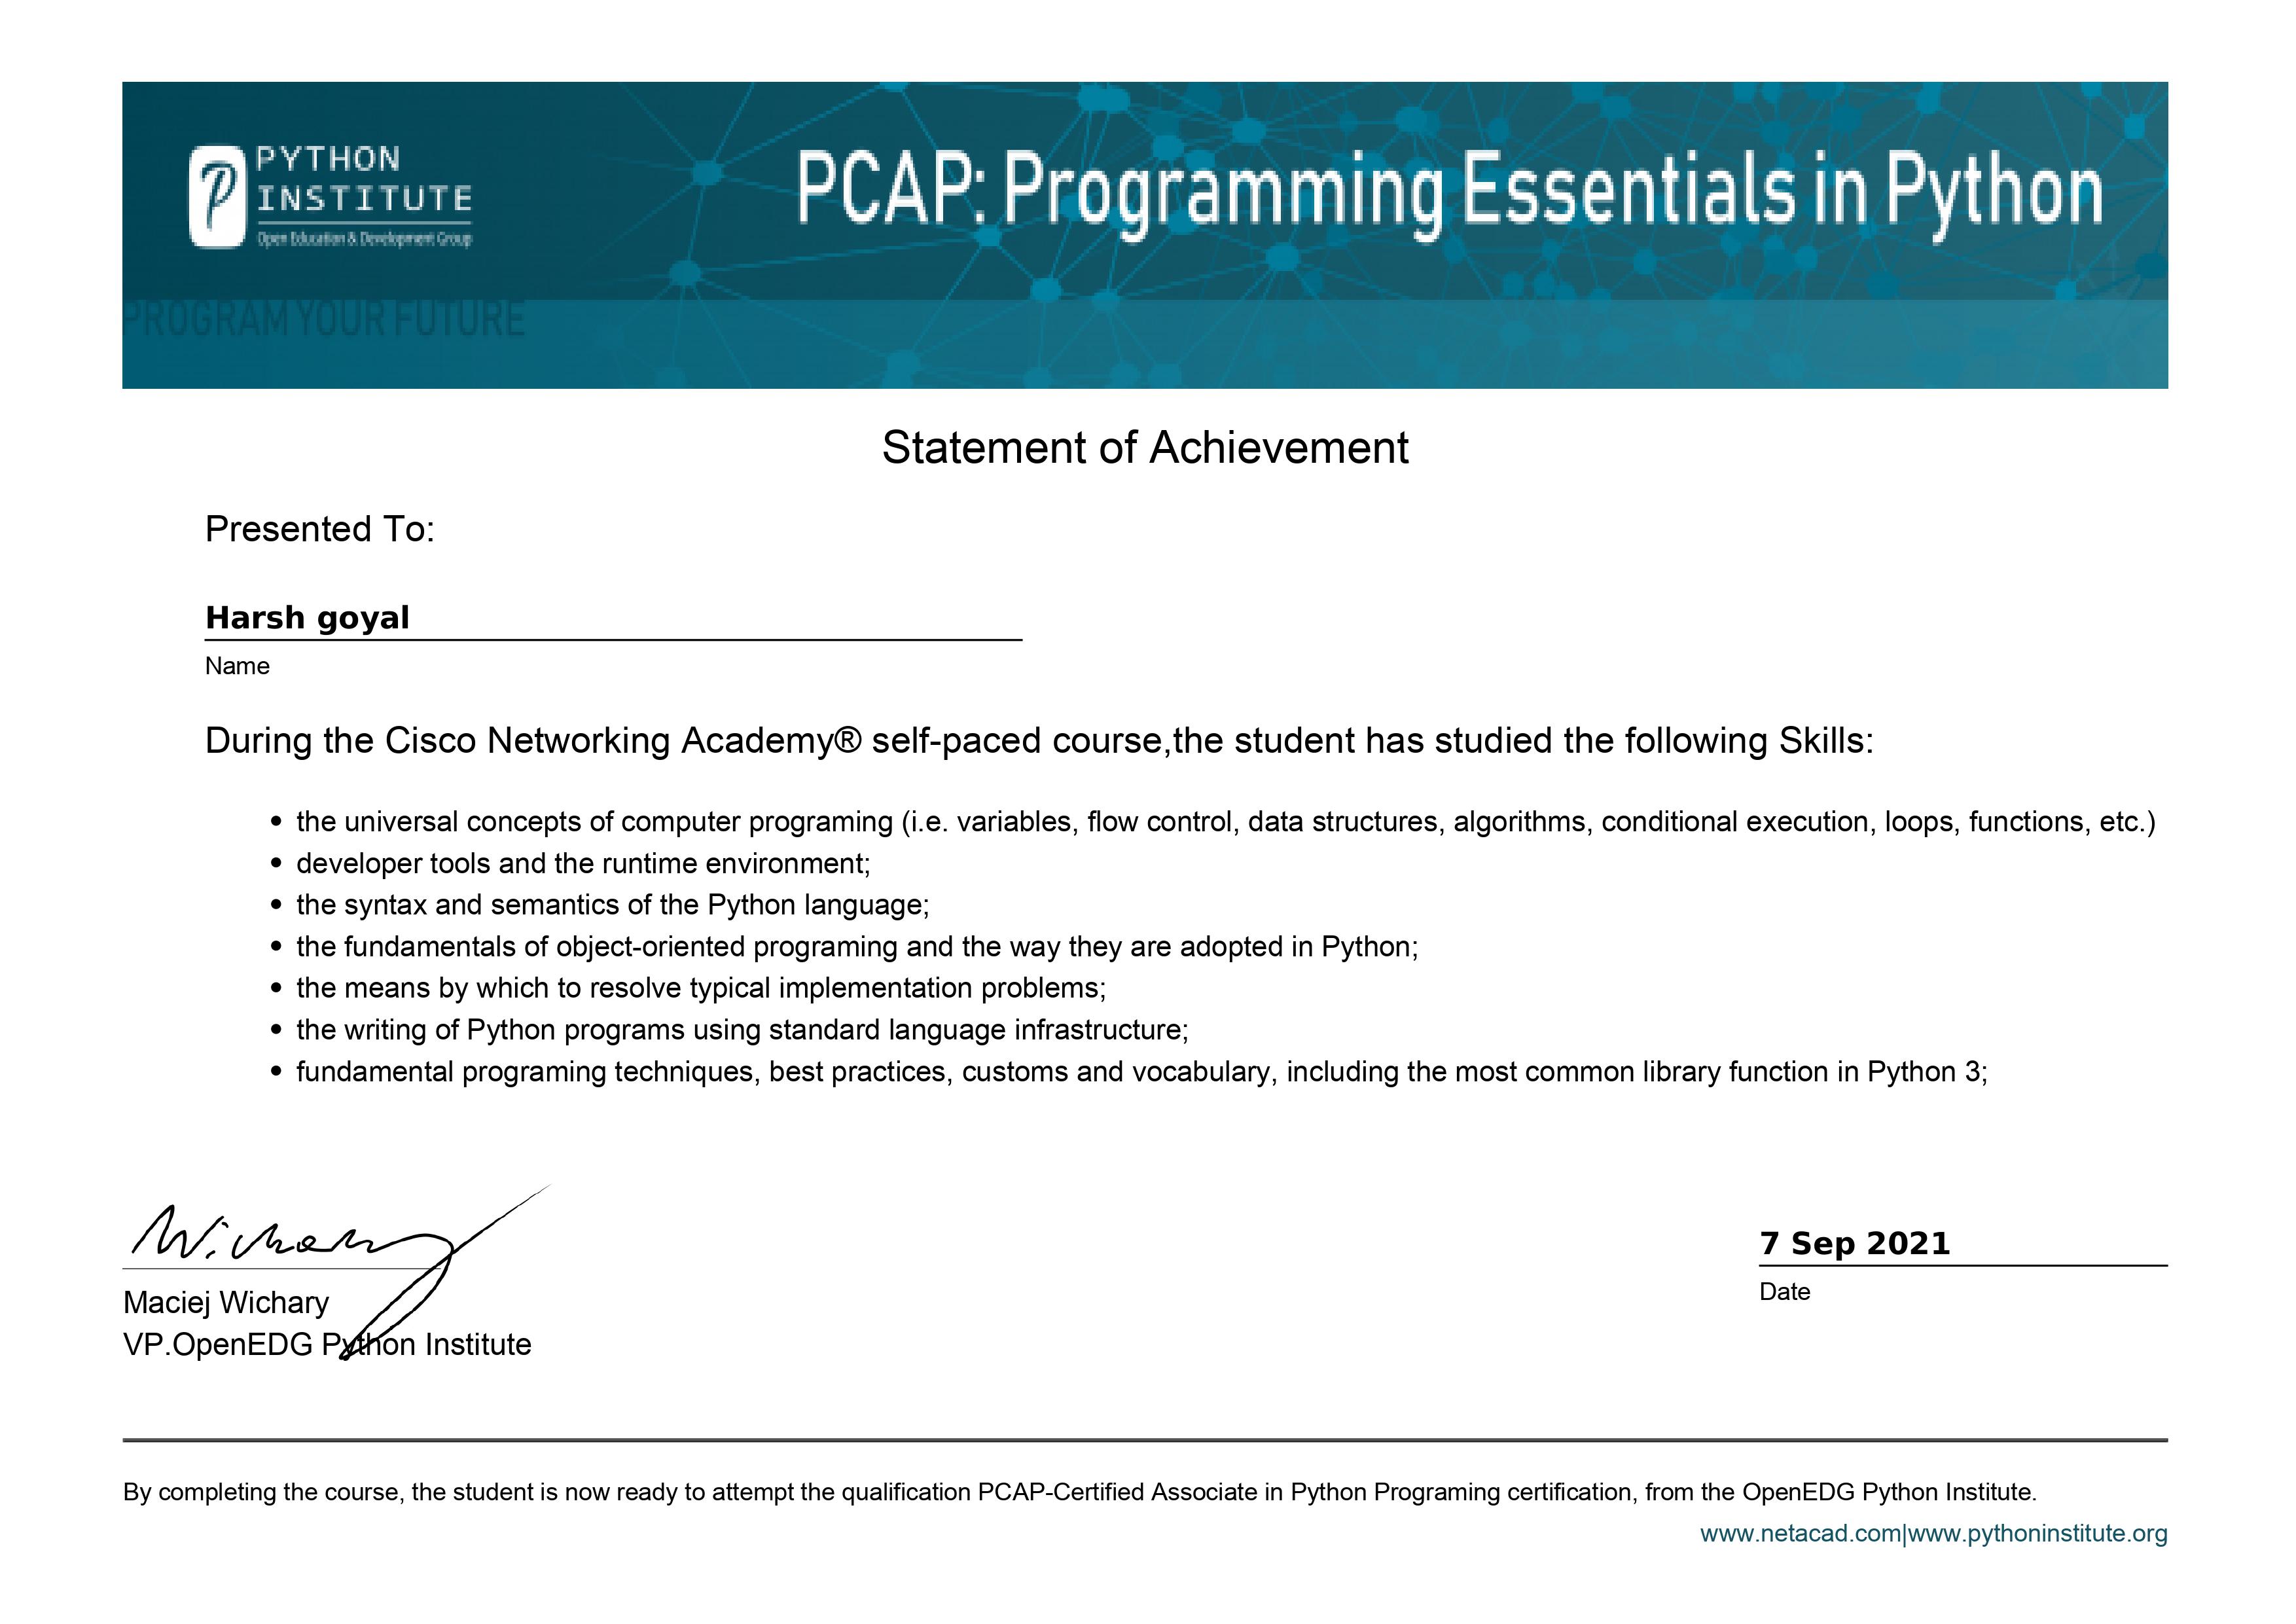 PYTHON
INSTITUTE
Open Education & Development Group
PCAP: Programming Essentials in Python
PROGRAM YOUR FUTURE
Statement of Achievement
Presented To:
Harsh goyal
Name
During the Cisco Networking Academy® self-paced course,the student has studied the following Skills:
• the universal concepts of computer programing (i.e. variables, flow control, data structures, algorithms, conditional execution, loops, functions, etc.)
• developer tools and the runtime environment;
• the syntax and semantics of the Python language;
• the fundamentals of object-oriented programing and the way they are adopted in Python;
• the means by which to resolve typical implementation problems;
• the writing of Python programs using standard language infrastructure;
• fundamental programing techniques, best practices, customs and vocabulary, including the most common library function in Python 3;
Wichary
Maciej Wichary
VP.OpenEDG Python Institute
7 Sep 2021
Date
By completing the course, the student is now ready to attempt the qualification PCAP-Certified Associate in Python Programing certification, from the OpenEDG Python Institute.
www.netacad.com|www.pythoninstitute.org